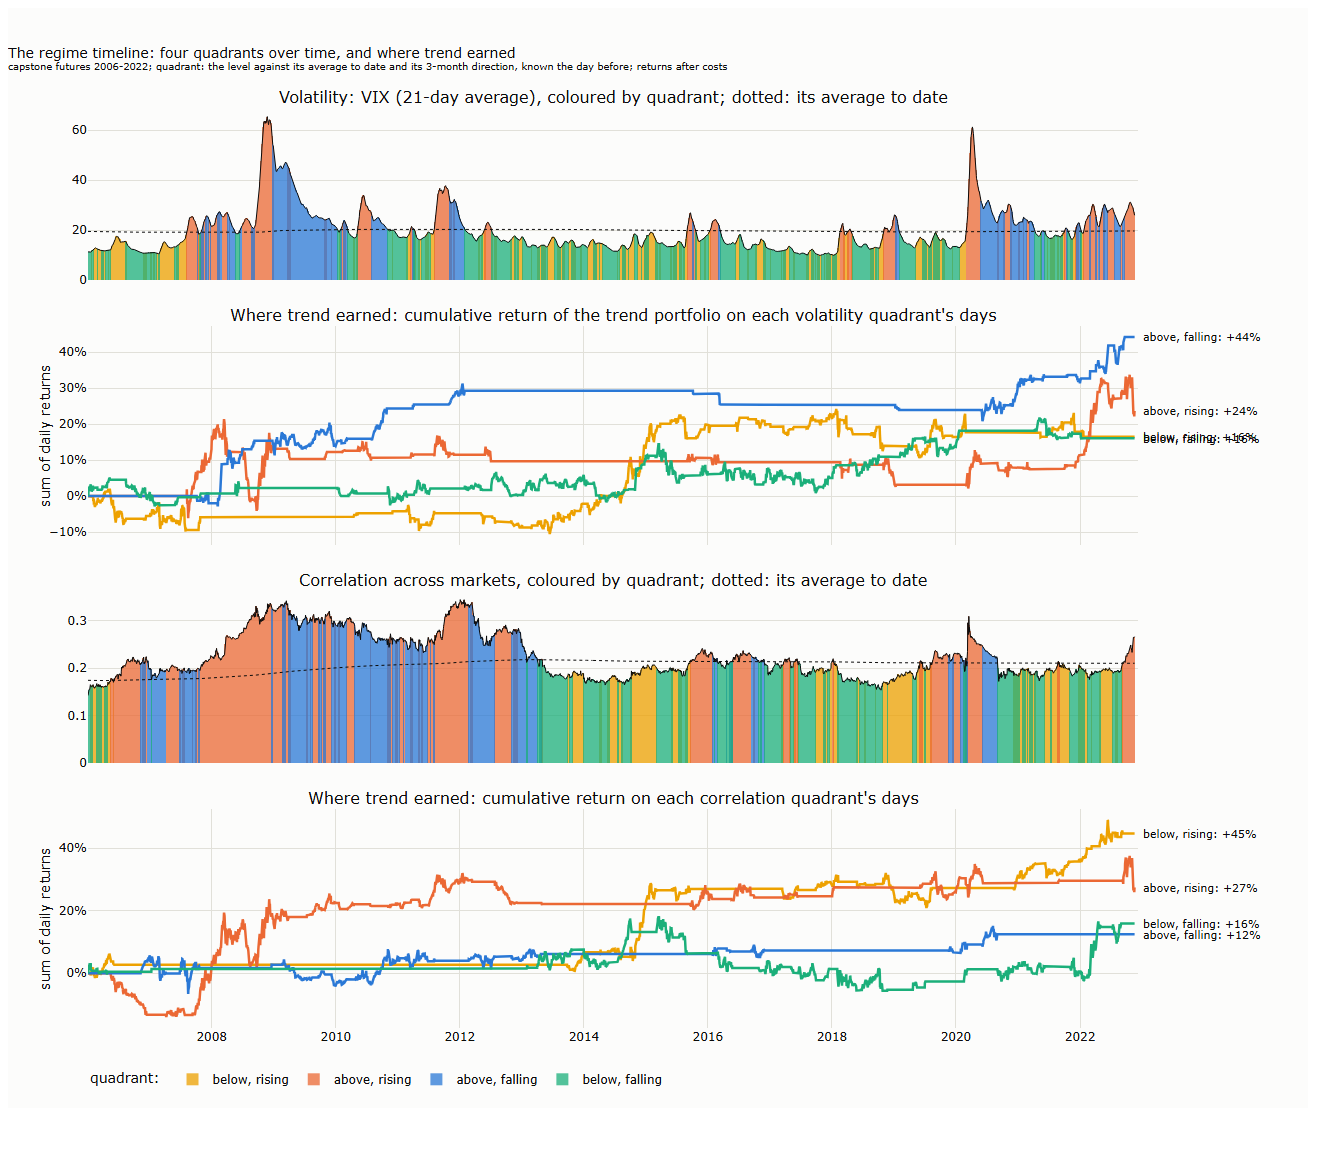 The regime timeline: four quadrants over time, and where trend earned
capstone futures 2006-2022; quadrant: the level against its average to date and its 3-month direction, known the day before; returns after costs
Volatility: VIX (21-day average), coloured by quadrant; dotted: its average to date
60
40
20
0
Where trend earned: cumulative return of the trend portfolio on each volatility quadrant's days
sum of daily returns
40%
30%
20%
10%
0%
−10%
above, falling: +44%
above, rising: +24%
Correlation across markets, coloured by quadrant; dotted: its average to date
0.3
0.2
0.1
0
Where trend earned: cumulative return on each correlation quadrant's days
sum of daily returns
40%
20%
0%
below, rising: +45%
above, rising: +27%
below, falling: +16%
above, falling: +12%
2008 2010 2012 2014 2016 2018 2020 2022
quadrant: below, rising above, rising above, falling below, falling